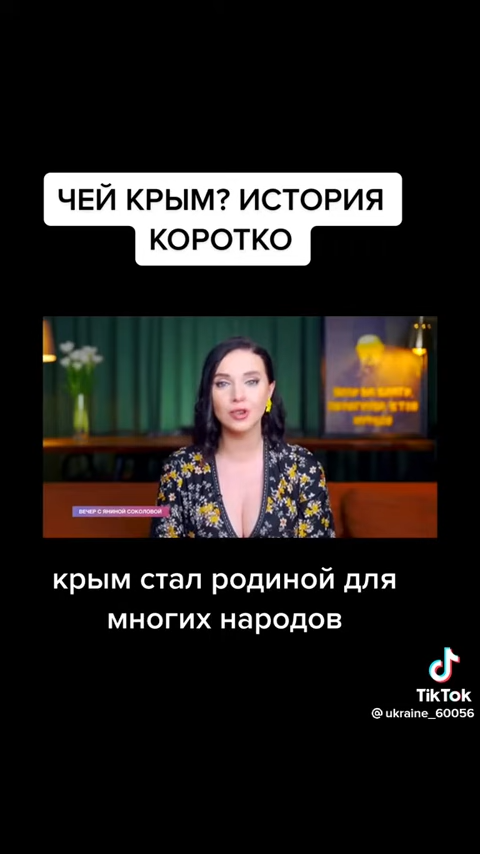 ЧЕЙ КРЫМ? ИСТОРИЯ
КОРОТКО
ВЕЧЕР С ЯНИНОЙ СОКОЛОВОЙ
крым стал родиной для
многих народов
TikTok
@ukraine_60056